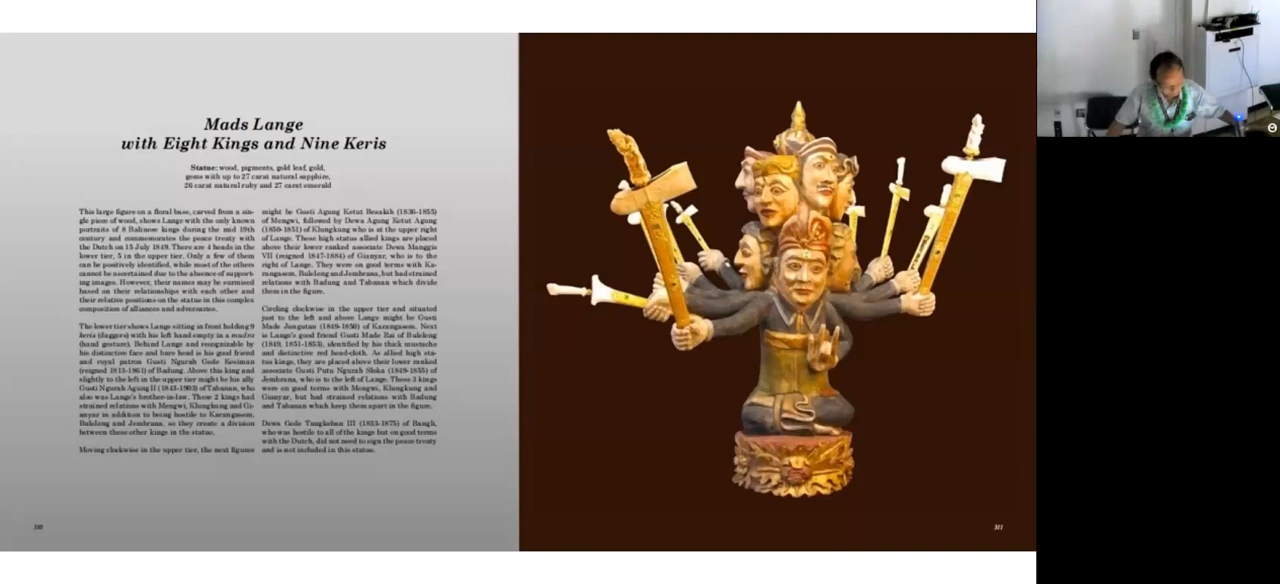 Mads Lange
with Eight Kings and Nine Keris
Statue: wood, pigments, gold leaf, gold,
gems with up to 27 carat natural sapphire,
26 carat natural ruby and 27 carat emerald
This large figure on a floral base, carved from a sin-
gle piece of wood, shows Lange with the only known
portraits of 8 Balinese kings during the mid 19th
century and commemorates the peace treaty with
the Dutch on 15 July 1849. There are 4 heads in the
lower tier, 5 in the upper tier. Only a few of them
can be positively identified, while most of the others
cannot be ascertained due to the absence of support-
ing images. However, their names may be surmised
based on their relationships with each other and
their relative positions on the statue in this complex
composition of alliances and adversaries.
The lower tier shows Lange sitting in front holding 9
keris (daggers) with his left hand empty in a mudra
(hand gesture). Behind Lange and recognizable by
his distinctive face and bare head is his good friend
and royal patron Gusti Ngurah Gede Kesiman
(reigned 1813-1861) of Badung. Above this king and
slightly to the left in the upper tier might be his ally
Gusti Ngurah Agung II (1843-1903) of Tabanan, who
also was Lange's brother-in-law. These 2 kings had
strained relations with Mengwi, Klungkung and Gi-
anyar in addition to being hostile to Karangasem,
Buleleng and Jembrana, so they create a division
between these other kings in the statue.
Moving clockwise in the upper tier, the next figures
might be Gusti Agung Ketut Besakih (1836-1855)
of Mengwi, followed by Dewa Agung Ketut Agung
(1850-1851) of Klungkung who is at the upper right
of Lange. These high status allied kings are placed
above their lower ranked associate Dewa Manggis
VII (reigned 1847-1884) of Gianyar, who is to the
right of Lange. They were on good terms with Ka-
rangasem, Buleleng and Jembrana, but had strained
relations with Badung and Tabanan which divide
them in the figure.
Circling clockwise in the upper tier and situated
just to the left and above Lange might be Gusti
Made Jungutan (1849-1850) of Karangasem. Next
is Lange's good friend Gusti Made Rai of Buleleng
(1849, 1851-1853), identified by his thick mustache
and distinctive red head-cloth. As allied high sta-
tus kings, they are placed above their lower ranked
associate Gusti Putu Ngurah Sloka (1849-1855) of
Jembrana, who is to the left of Lange. These 3 kings
were on good terms with Mengwi, Klungkung and
Gianyar, but had strained relations with Badung
and Tabanan which keep them apart in the figure.
Dewa Gede Tangkeban III (1833-1875) of Bangli,
who was hostile to all of the kings but on good terms
with the Dutch, did not need to sign the peace treaty
and is not included in this statue.
310
311